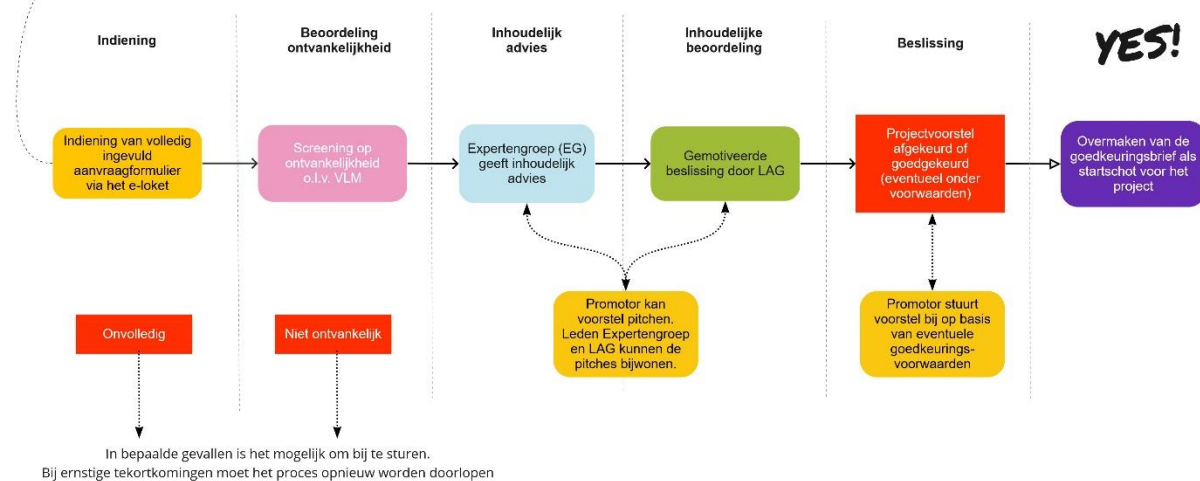 Indiening
Beoordeling
ontvankelijkheid
Inhoudelijk
advies
Inhoudelijke
beoordeling
Beslissing
YES!
Indiening van volledig
ingevuld
aanvraagformulier
via het e-loket
Screening op
ontvankelijkheid
o.l.v. VLM
Expertengroep (EG)
geeft inhoudelijk
advies
Gemotiveerde
beslissing door LAG
Projectvoorstel
afgekeurd of
goedgekeurd
(eventueel onder
voorwaarden)
Overmaken van de
goedkeuringsbrief als
startschot voor het
project
Onvolledig
Niet ontvankelijk
Promotor kan
voorstel pitchen.
Leden Expertengroep
en LAG kunnen de
pitches bijwonen.
Promotor stuurt
voorstel bij op basis
van eventuele
goedkeurings-
voorwaarden
In bepaalde gevallen is het mogelijk om bij te sturen.
Bij ernstige tekortkomingen moet het proces opnieuw worden doorlopen